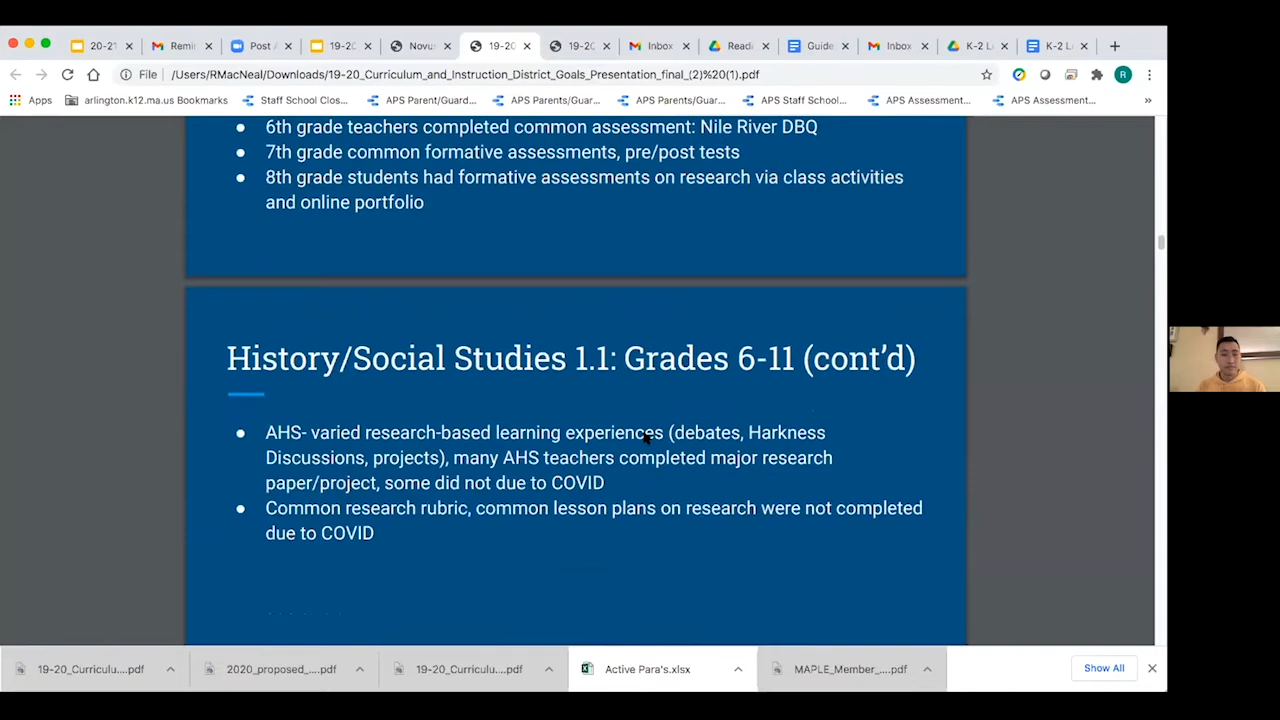 20-21
Remi
Post /
19-20
Novus
19-20
19-20
Inbox
Readi
Guide
Inbox
K-2 L
K-2 L
File
/Users/RMacNeal/Downloads/19-20_Curriculum_and_Instruction_District_Goals_Presentation_final_(2)%20(1).pdf
R
Apps
arlington.k12.ma.us Bookmarks
Staff School Clos...
APS Parent/Guard...
APS Parents/Guar...
APS Parents/Guar...
APS Staff School...
APS Assessment...
APS Assessment...
»
• 6th grade teachers completed common assessment: Nile River DBQ
• 7th grade common formative assessments, pre/post tests
• 8th grade students had formative assessments on research via class activities
and online portfolio
History/Social Studies 1.1: Grades 6-11 (cont’d)
• AHS- varied research-based learning experiences (debates, Harkness
Discussions, projects), many AHS teachers completed major research
paper/project, some did not due to COVID
• Common research rubric, common lesson plans on research were not completed
due to COVID
19-20_Curriculu....pdf
2020_proposed_....pdf
19-20_Curriculu....pdf
Active Para's.xlsx
MAPLE_Member_....pdf
Show All